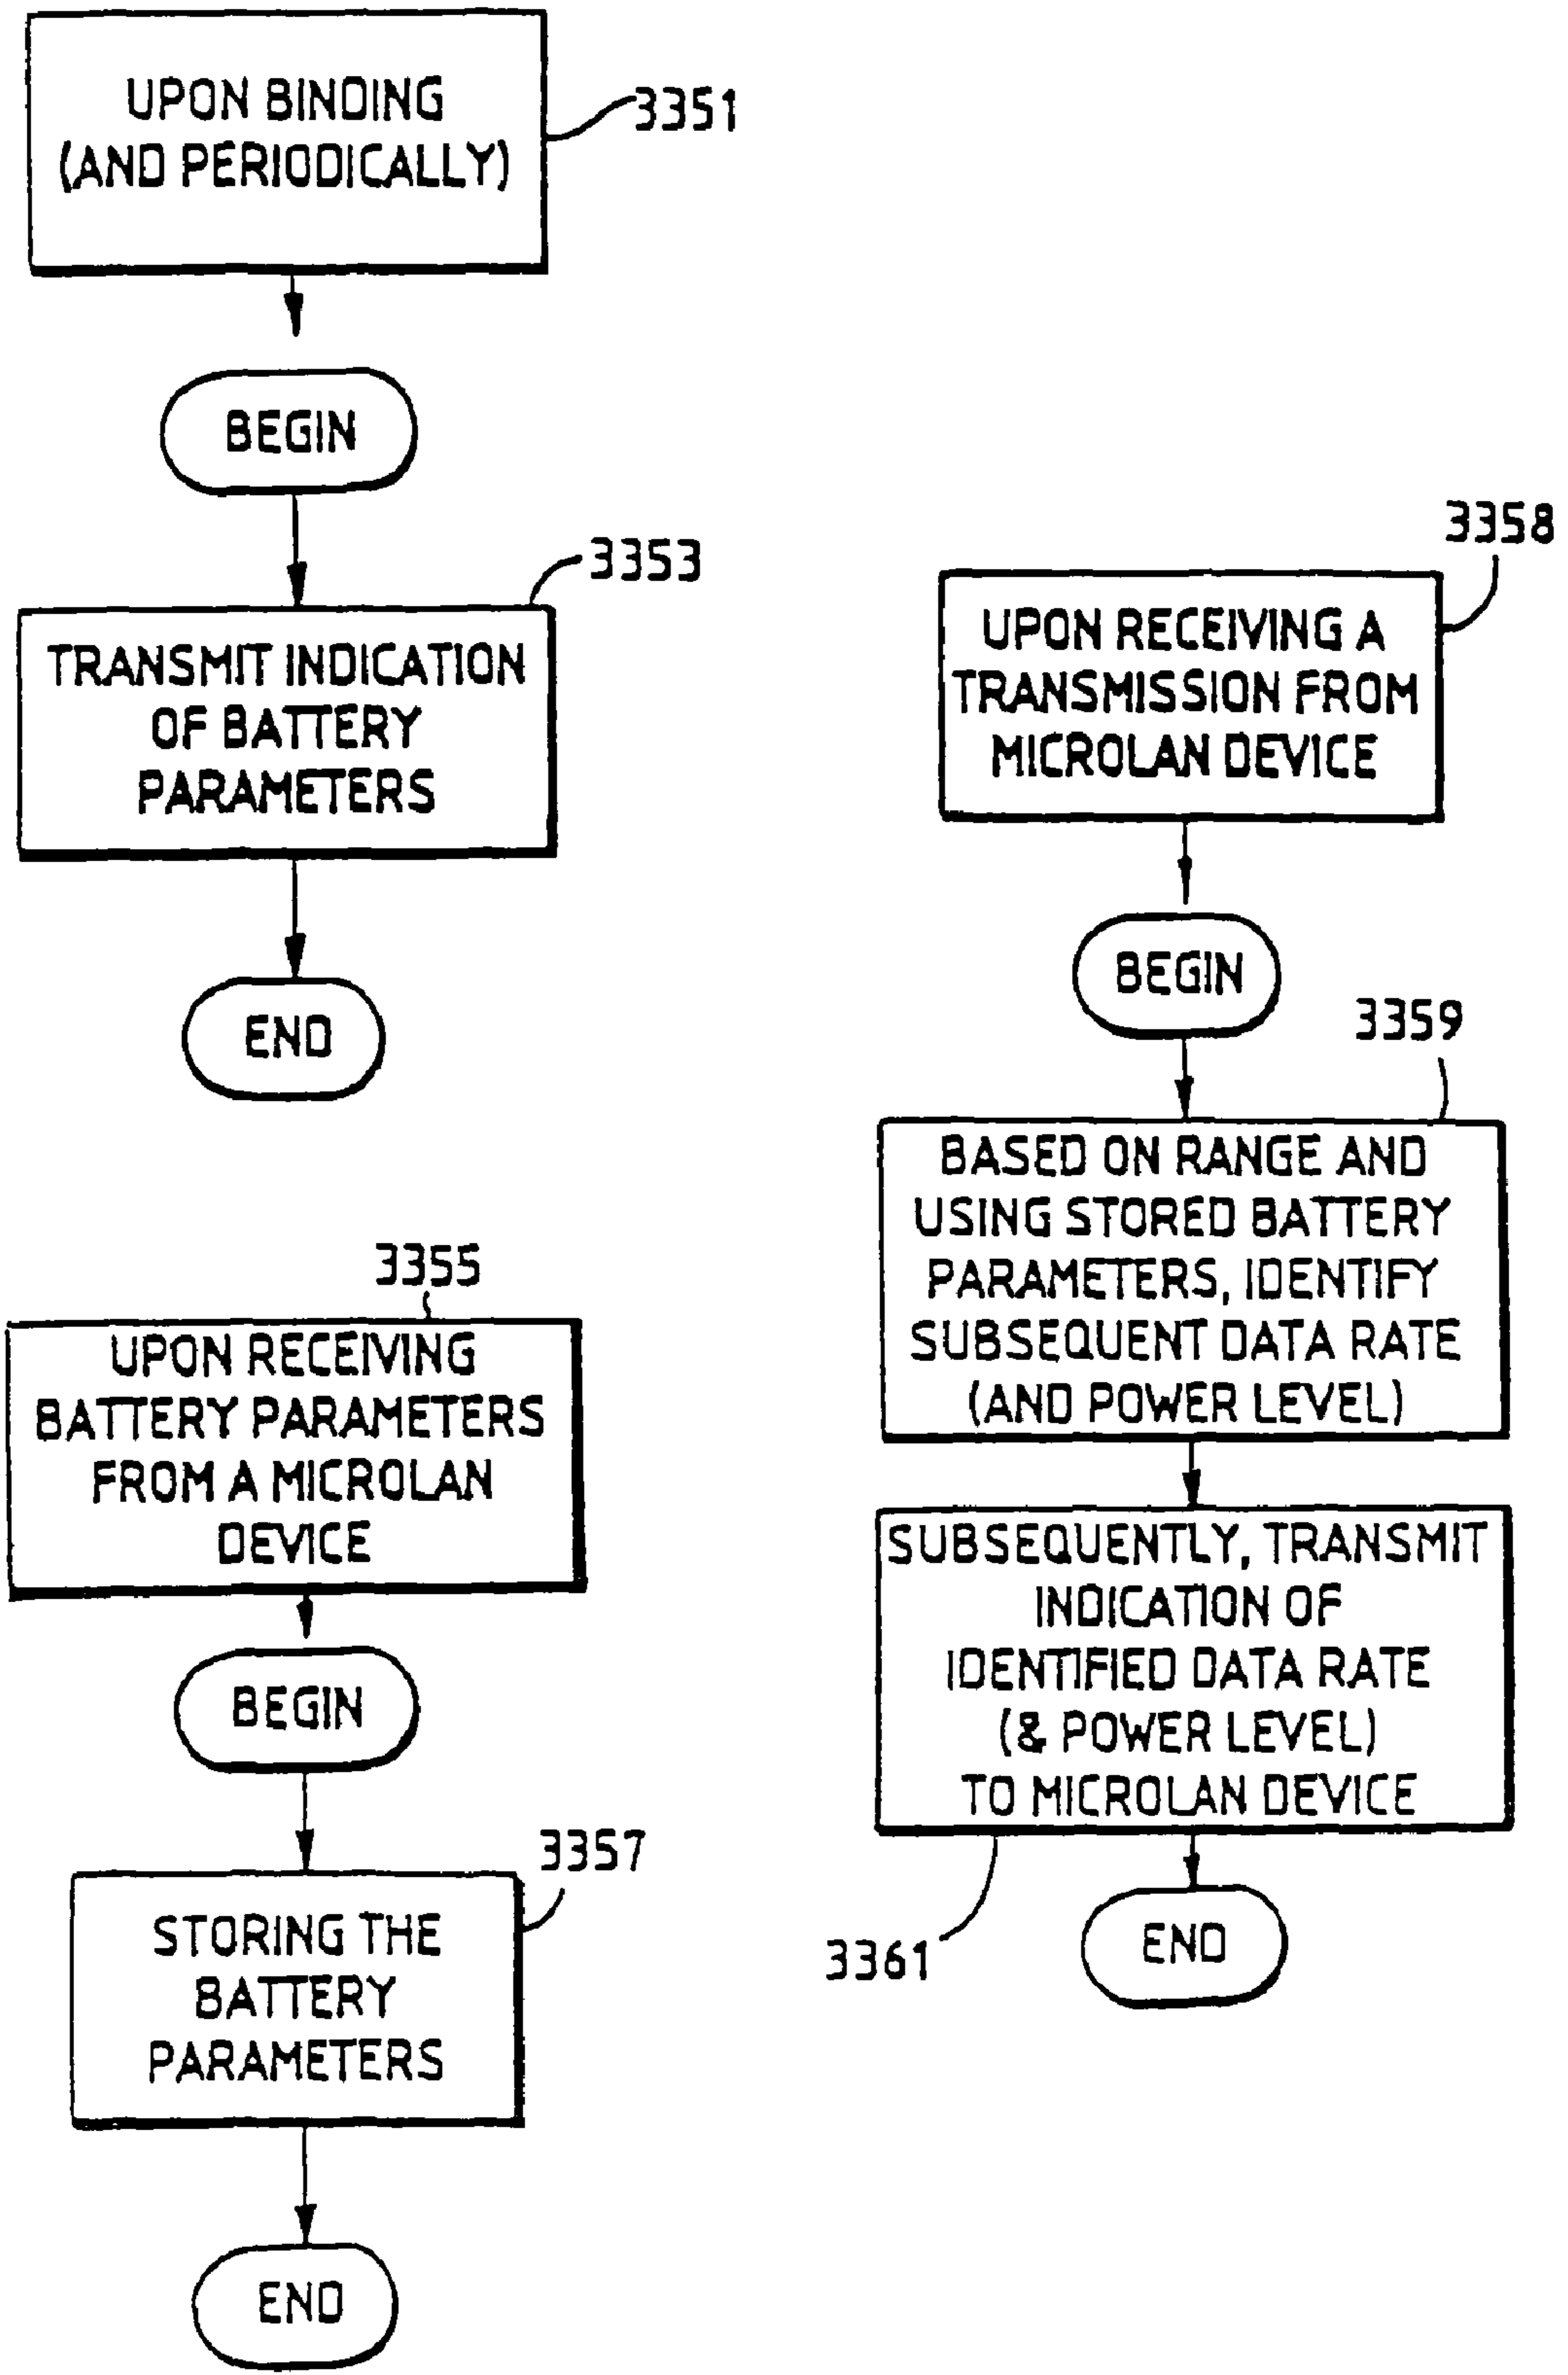 UPON BINDING
(AND PERIODICALLY)
3351
BEGIN
3353
TRANSMIT INDICATION
OF BATTERY
PARAMETERS
END
3355
UPON RECEIVING
BATTERY PARAMETERS
FROM A MICROLAN
DEVICE
BEGIN
3357
STORING THE
BATTERY
PARAMETERS
END
3358
UPON RECEIVING A
TRANSMISSION FROM
MICROLAN DEVICE
BEGIN
3359
BASED ON RANGE AND
USING STORED BATTERY
PARAMETERS, IDENTIFY
SUBSEQUENT DATA RATE
(AND POWER LEVEL)
SUBSEQUENTLY, TRANSMIT
INDICATION OF
IDENTIFIED DATA RATE
(& POWER LEVEL)
TO MICROLAN DEVICE
3361
END